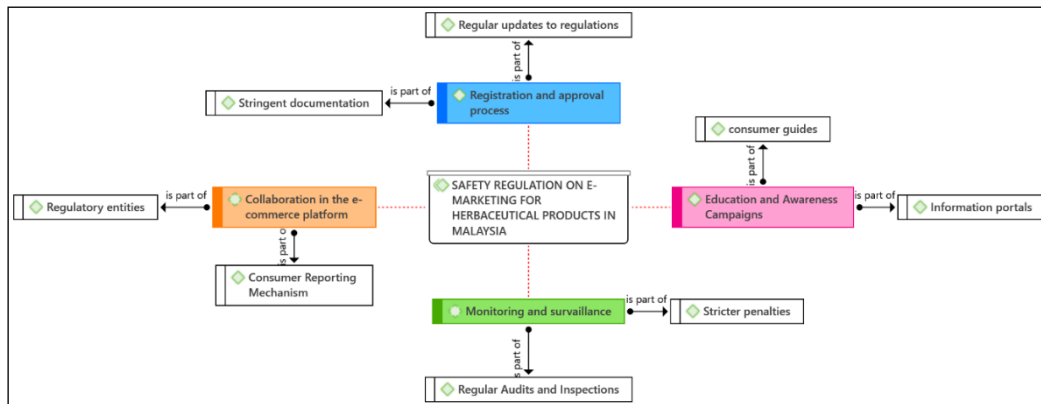 Regular updates to regulations
is part of
Stringent documentation
is part of
Registration and approval
process
consumer guides
is part of
Regulatory entities
is part of
Collaboration in the e-
commerce platform
SAFETY REGULATION ON E-
MARKETING FOR
HERBACEUTICAL PRODUCTS IN
MALAYSIA
Education and Awareness
Campaigns
is part of
Information portals
is part of
Consumer Reporting
Mechanism
Monitoring and survaillance
is part of
Stricter penalties
is part of
Regular Audits and Inspections